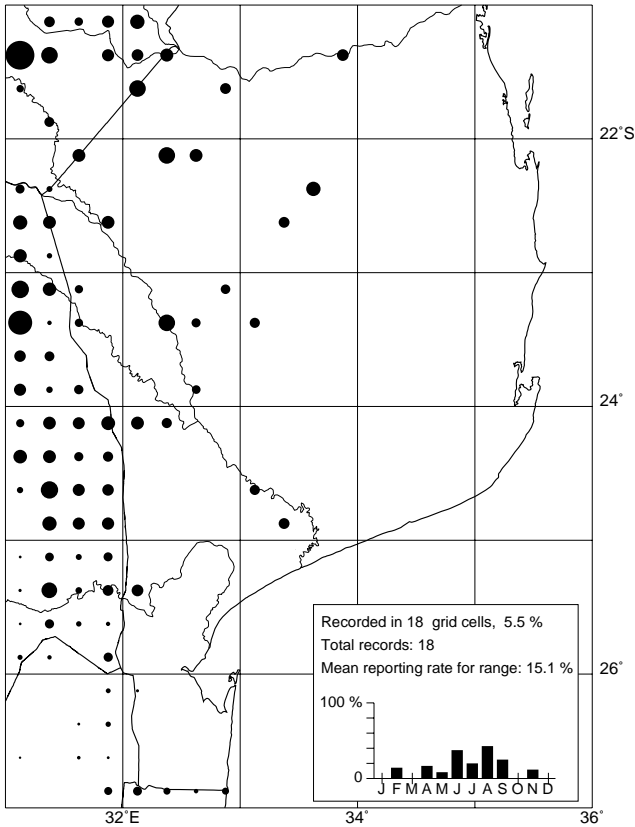 22°S
24°
Recorded in 18 grid cells, 5.5 %
Total records: 18
Mean reporting rate for range: 15.1 %
26°
100 %
0
J F M A M J J A S O N D
32°E
34°
36°